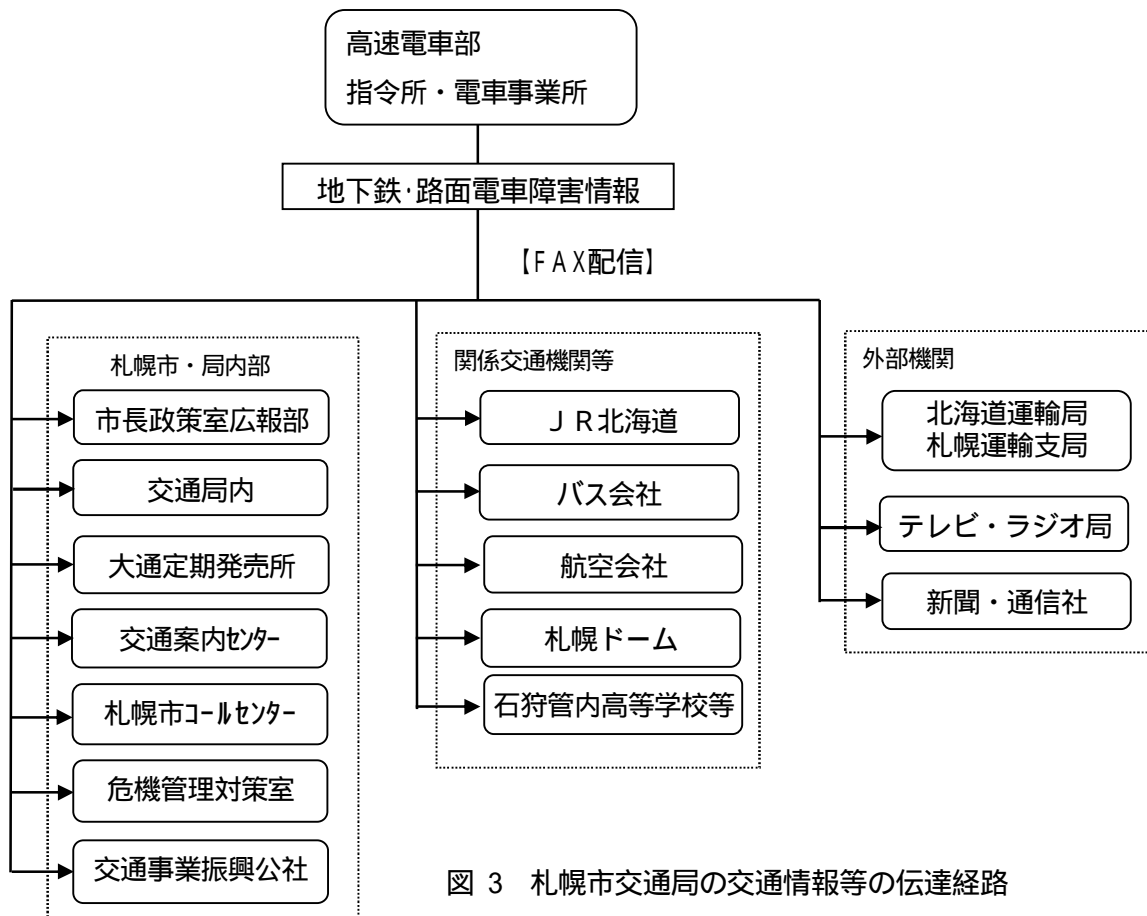 高速電車部
指令所・電車事業所
地下鉄･路面電車障害情報
【ＦＡＸ配信】
札幌市・局内部
市長政策室広報部
交通局内
大通定期発売所
交通案内ｾﾝﾀｰ
札幌市ｺｰﾙｾﾝﾀｰ
危機管理対策室
交通事業振興公社
関係交通機関等
ＪＲ北海道
バス会社
航空会社
札幌ドーム
石狩管内高等学校等
外部機関
北海道運輸局
札幌運輸支局
テレビ・ラジオ局
新聞・通信社
図 3　札幌市交通局の交通情報等の伝達経路